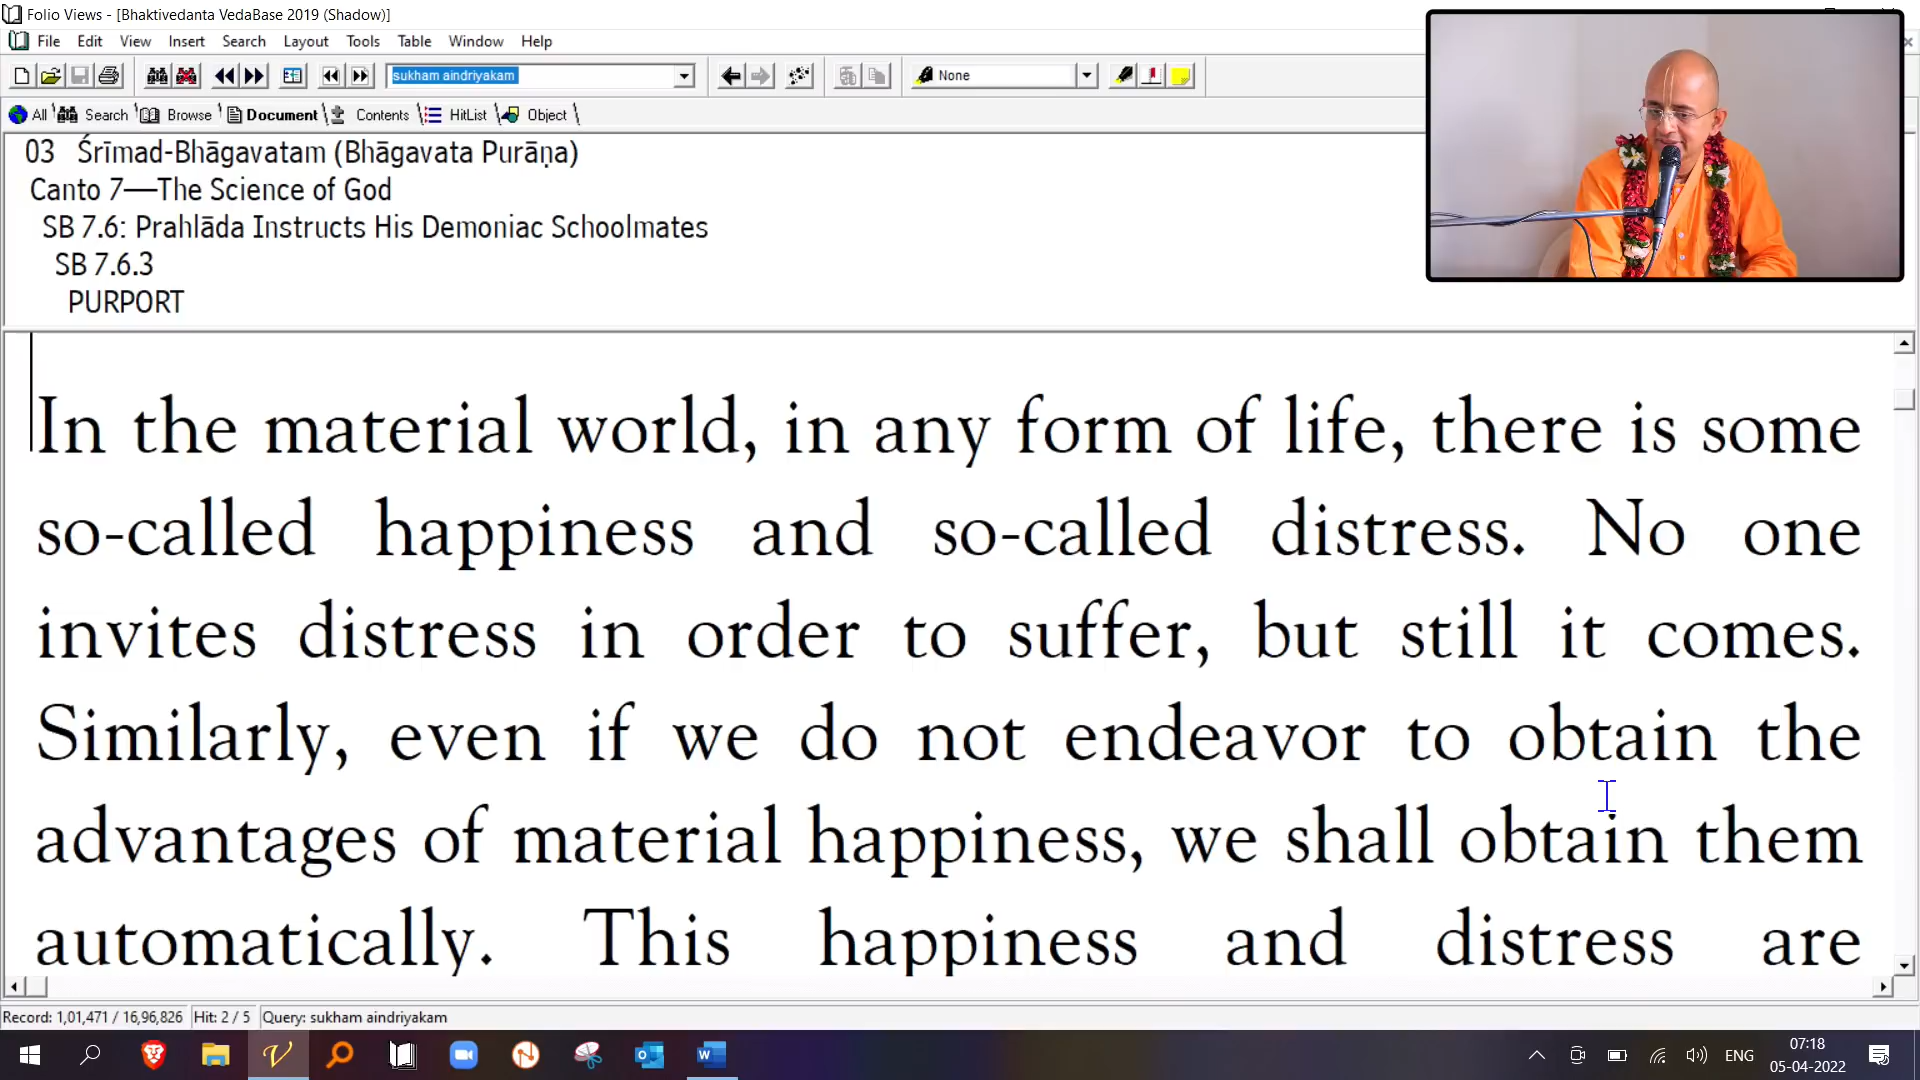 Folio Views - [Bhaktivedanta VedaBase 2019 (Shadow)]
File Edit View Insert Search Layout Tools Table Window Help
sukham aindriyakam
None
All Search Browse Document Contents HitList Object
03 Śrīmad-Bhāgavatam (Bhāgavata Purāṇa)
Canto 7—The Science of God
SB 7.6: Prahlāda Instructs His Demoniac Schoolmates
SB 7.6.3
PURPORT
In the material world, in any form of life, there is some
so-called happiness and so-called distress. No one
invites distress in order to suffer, but still it comes.
Similarly, even if we do not endeavor to obtain the
advantages of material happiness, we shall obtain them
automatically. This happiness and distress are
Record: 1,01,471 / 16,96,826 Hit: 2 / 5 Query: sukham aindriyakam
ENG
07:18
05-04-2022